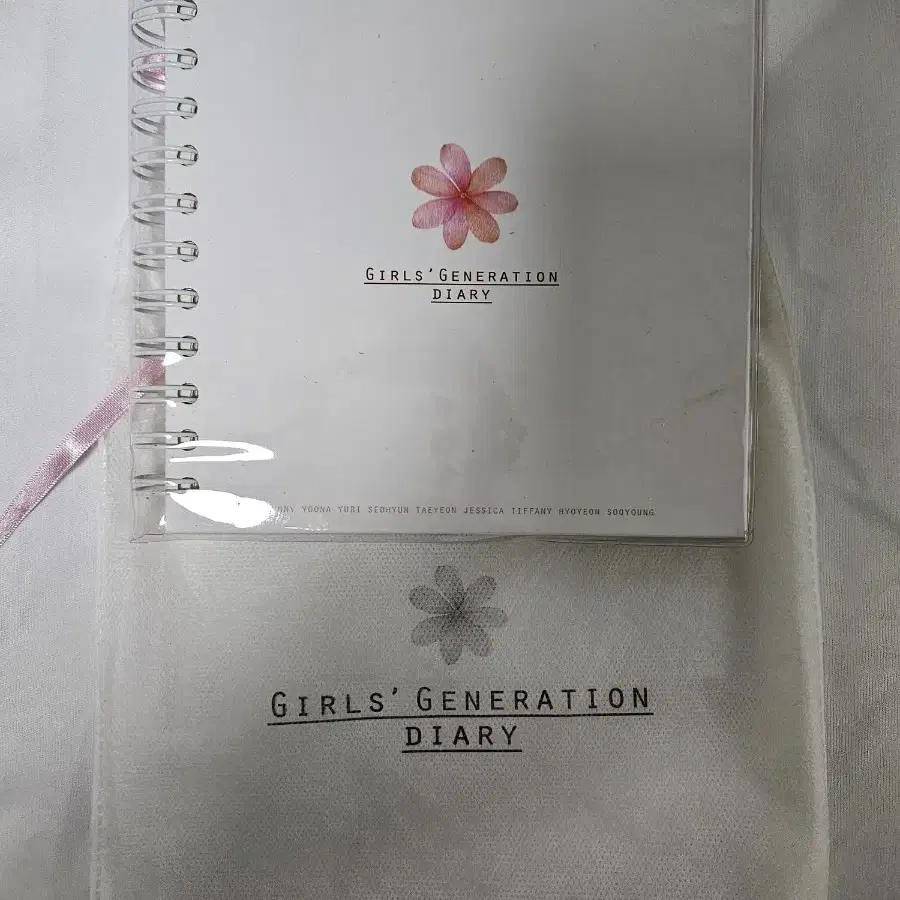 GIRLS' GENERATION
DIARY
YOONA YURI SEOHYUN TAEYEON JESSICA TIFFANY HYOYEON SOOYOUNG
GIRLS' GENERATION
DIARY